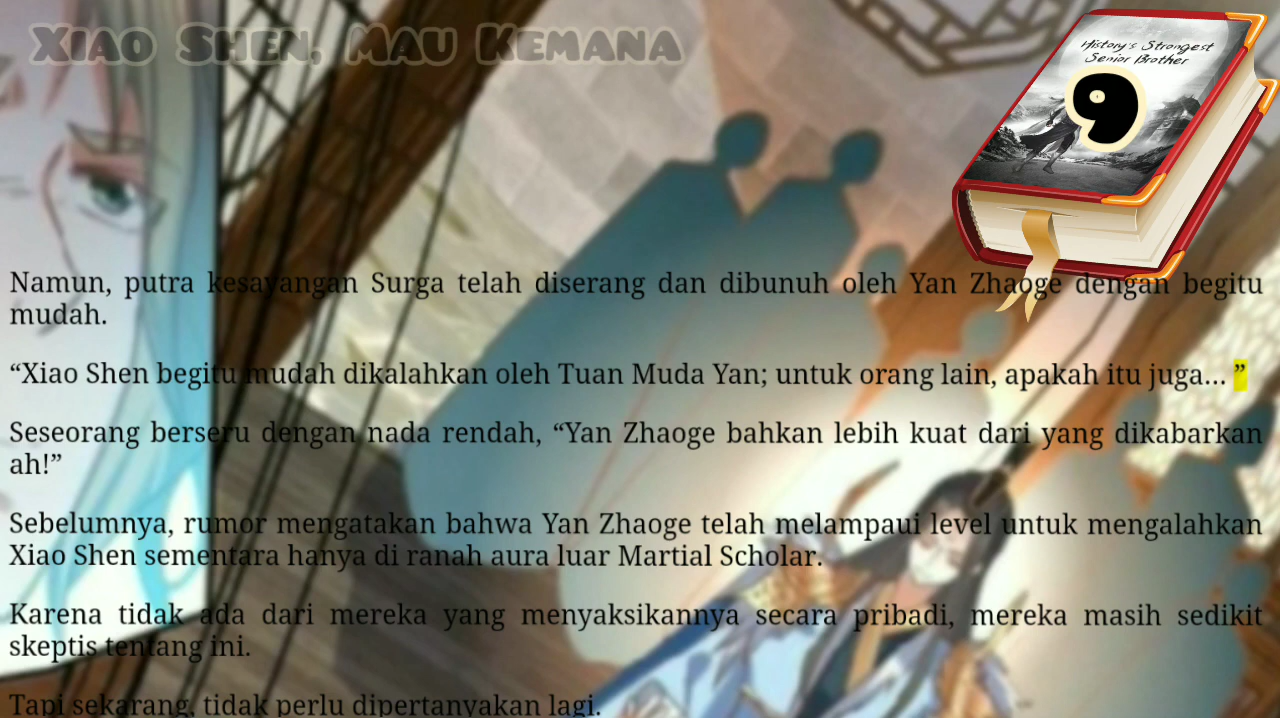 Xiao Shen, Mau Kemana
History's Strongest
Senior Brother
9
Namun, putra kesayangan Surga telah diserang dan dibunuh oleh Yan Zhaoge dengan begitu
mudah.
“Xiao Shen begitu mudah dikalahkan oleh Tuan Muda Yan; untuk orang lain, apakah itu juga... ”
Seseorang berseru dengan nada rendah, “Yan Zhaoge bahkan lebih kuat dari yang dikabarkan
ah!”
Sebelumnya, rumor mengatakan bahwa Yan Zhaoge telah melampaui level untuk mengalahkan
Xiao Shen sementara hanya di ranah aura luar Martial Scholar.
Karena tidak ada dari mereka yang menyaksikannya secara pribadi, mereka masih sedikit
skeptis tentang ini.
Tapi sekarang, tidak perlu dipertanyakan lagi.